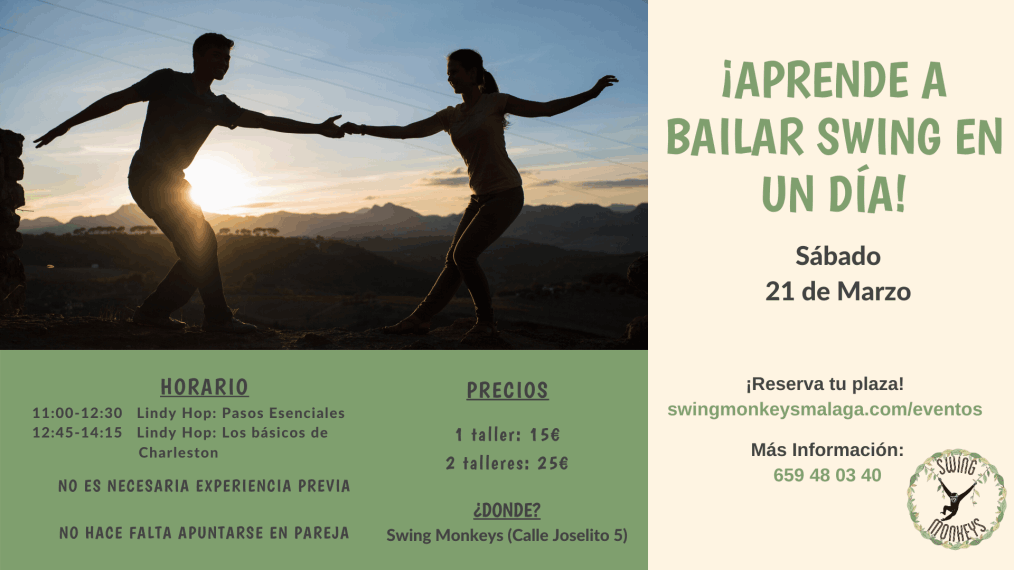 ¡APRENDE A
BAILAR SWING EN
UN DÍA!
Sábado
21 de Marzo
¡Reserva tu plaza!
swingmonkeysmalaga.com/eventos
Más Información:
659 48 03 40
SWING
MONKEYS
HORARIO
11:00-12:30 Lindy Hop: Pasos Esenciales
12:45-14:15 Lindy Hop: Los básicos de
Charleston
NO ES NECESARIA EXPERIENCIA PREVIA
NO HACE FALTA APUNTARSE EN PAREJA
PRECIOS
1 taller: 15€
2 talleres: 25€
¿DONDE?
Swing Monkeys (Calle Joselito 5)